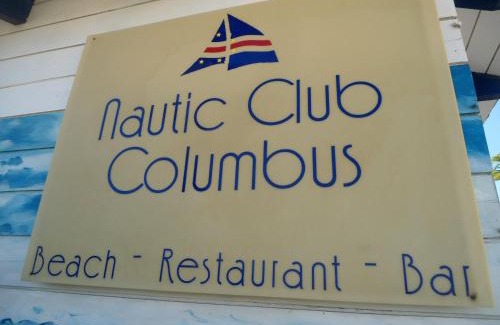 Nautic Club
Columbus
Beach - Restaurant - Bar